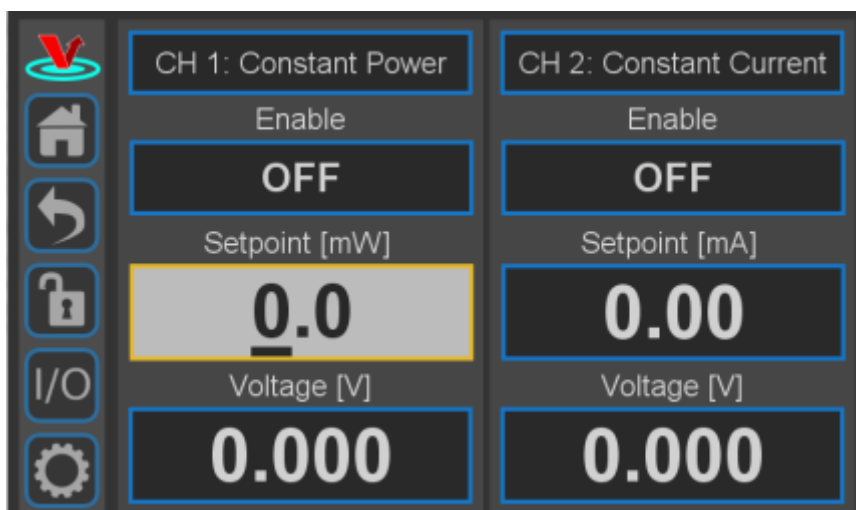 CH 1: Constant Power
CH 2: Constant Current
Enable
Enable
OFF
OFF
Setpoint [mW]
Setpoint [mA]
0.0
0.00
I/O
Voltage [V]
Voltage [V]
0.000
0.000